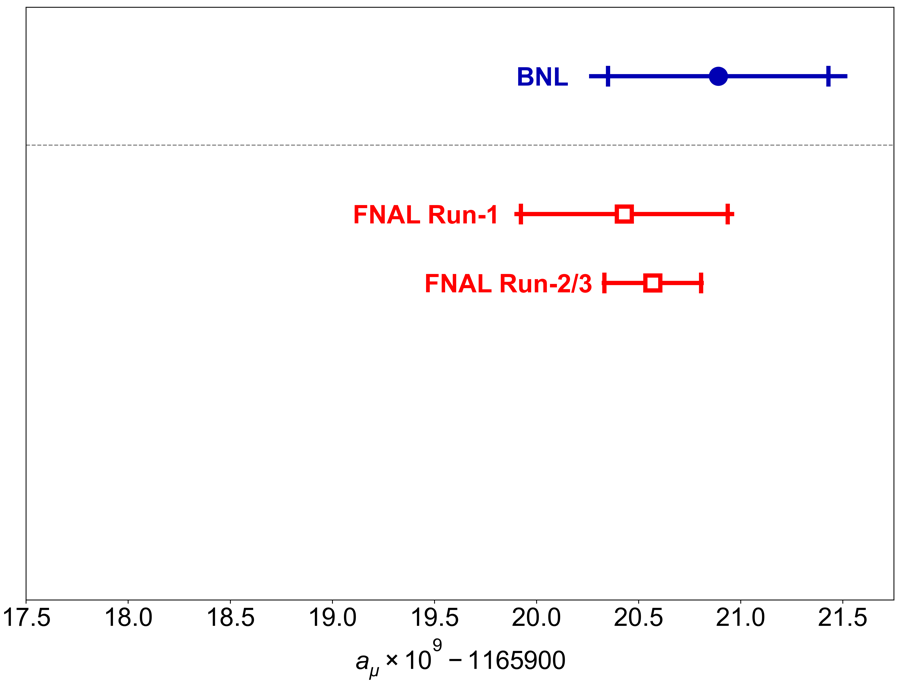 BNL
FNAL Run-1
FNAL Run-2/3
17.5 18.0 18.5 19.0 19.5 20.0 20.5 21.0 21.5
aμ × 10⁹ − 1165900